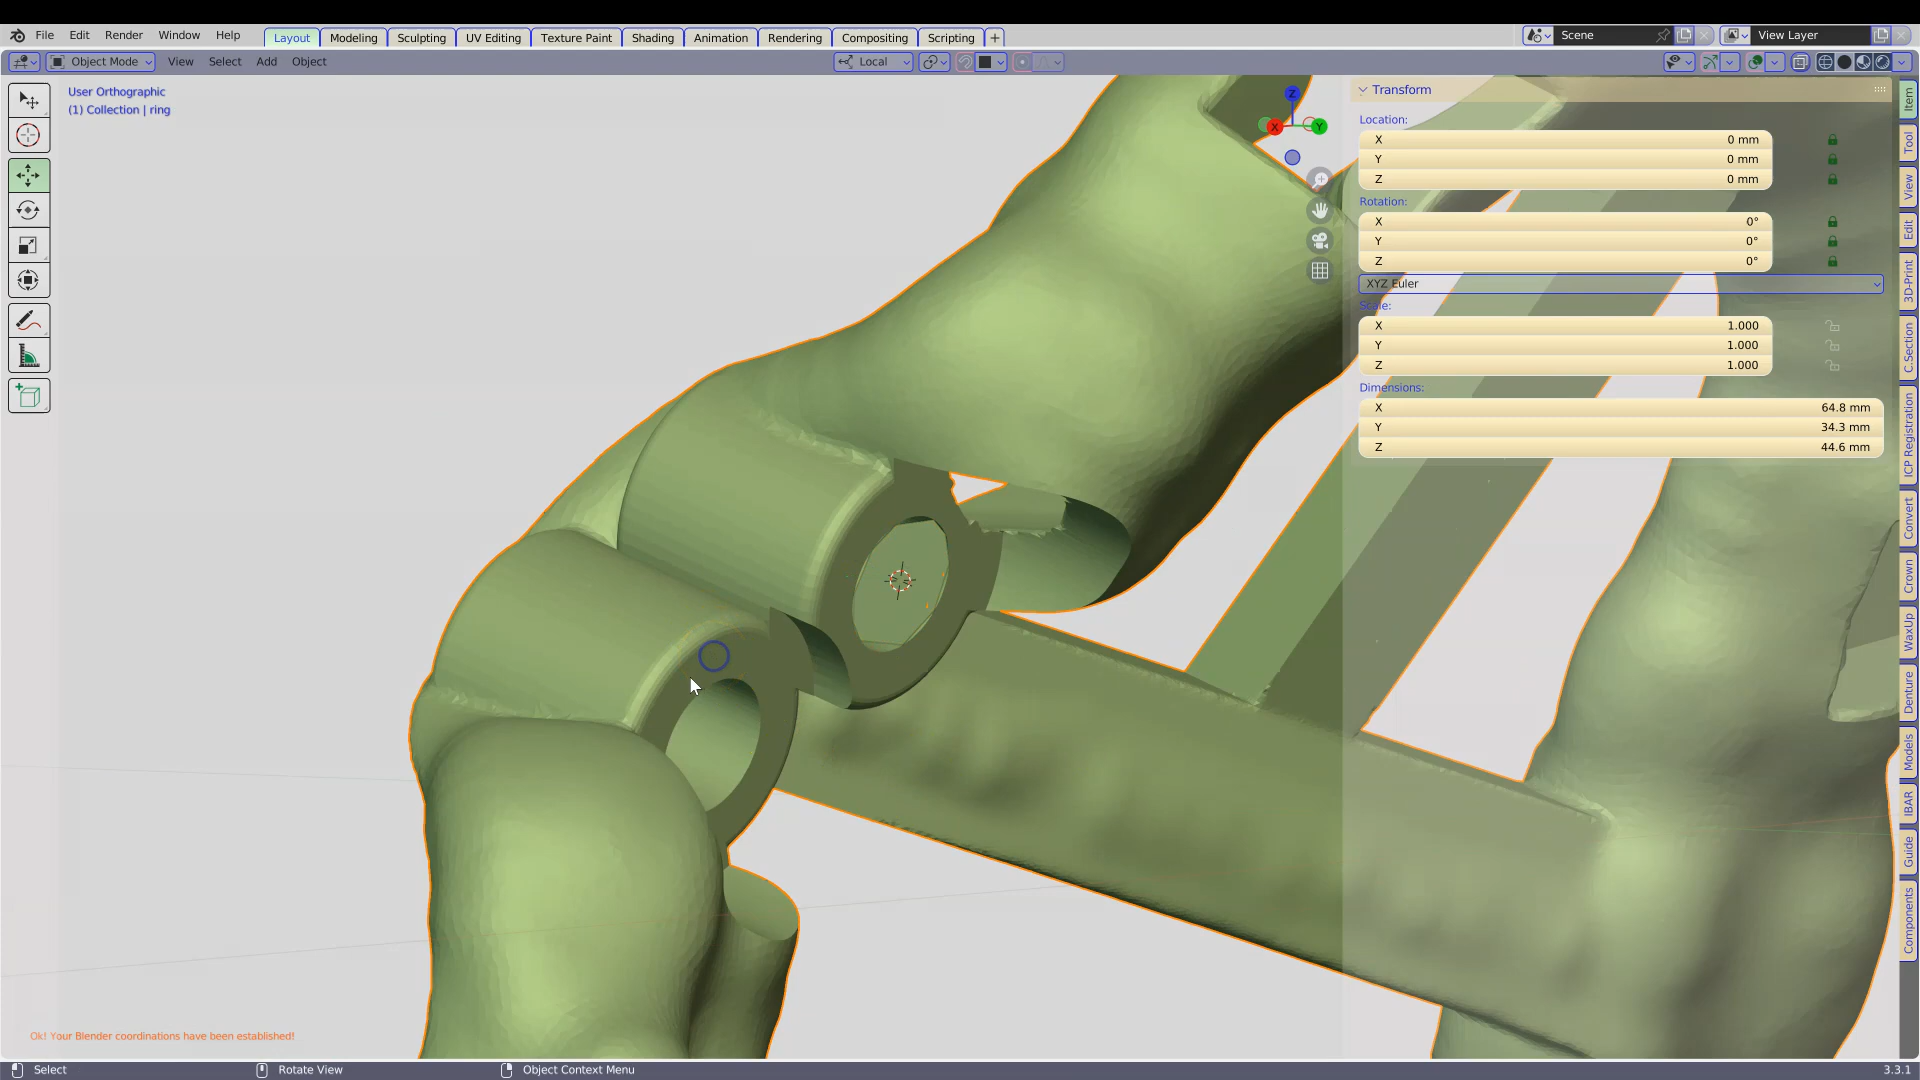 File Edit Render Window Help Layout Modeling Sculpting UV Editing Texture Paint Shading Animation Rendering Compositing Scripting + Scene View Layer
Object Mode View Select Add Object Local
User Orthographic
(1) Collection | ring
Z
X
Y
Transform
Location:
X 0 mm
Y 0 mm
Z 0 mm
Rotation:
X 0°
Y 0°
Z 0°
XYZ Euler
Scale:
X 1.000
Y 1.000
Z 1.000
Dimensions:
X 64.8 mm
Y 34.3 mm
Z 44.6 mm
Item
Tool
View
Edit
3D-Print
C.Section
ICP Registration
Convert
Crown
WaxUp
Denture
Models
IBAR
Guide
Components
Ok! Your Blender coordinations have been established!
Select Rotate View Object Context Menu 3.3.1